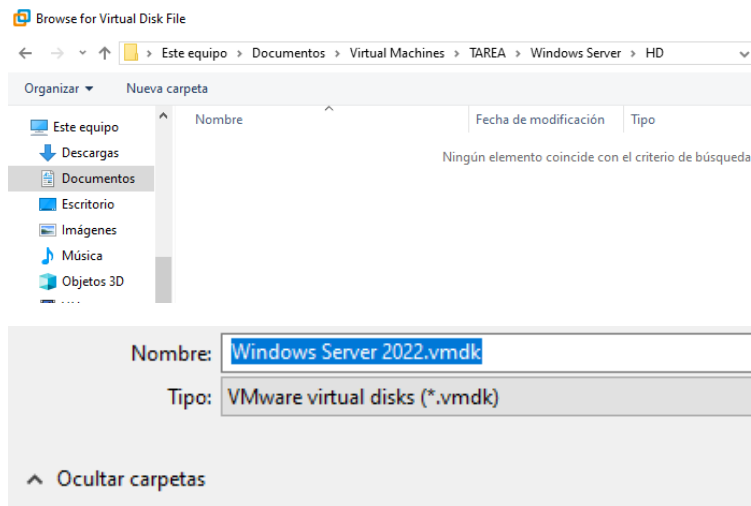 Browse for Virtual Disk File
Este equipo > Documentos > Virtual Machines > TAREA > Windows Server > HD
Organizar Nueva carpeta
Este equipo
Descargas
Documentos
Escritorio
Imágenes
Música
Objetos 3D
Nombre Fecha de modificación Tipo
Ningún elemento coincide con el criterio de búsqueda
Nombre: Windows Server 2022.vmdk
Tipo: VMware virtual disks (*.vmdk)
Ocultar carpetas